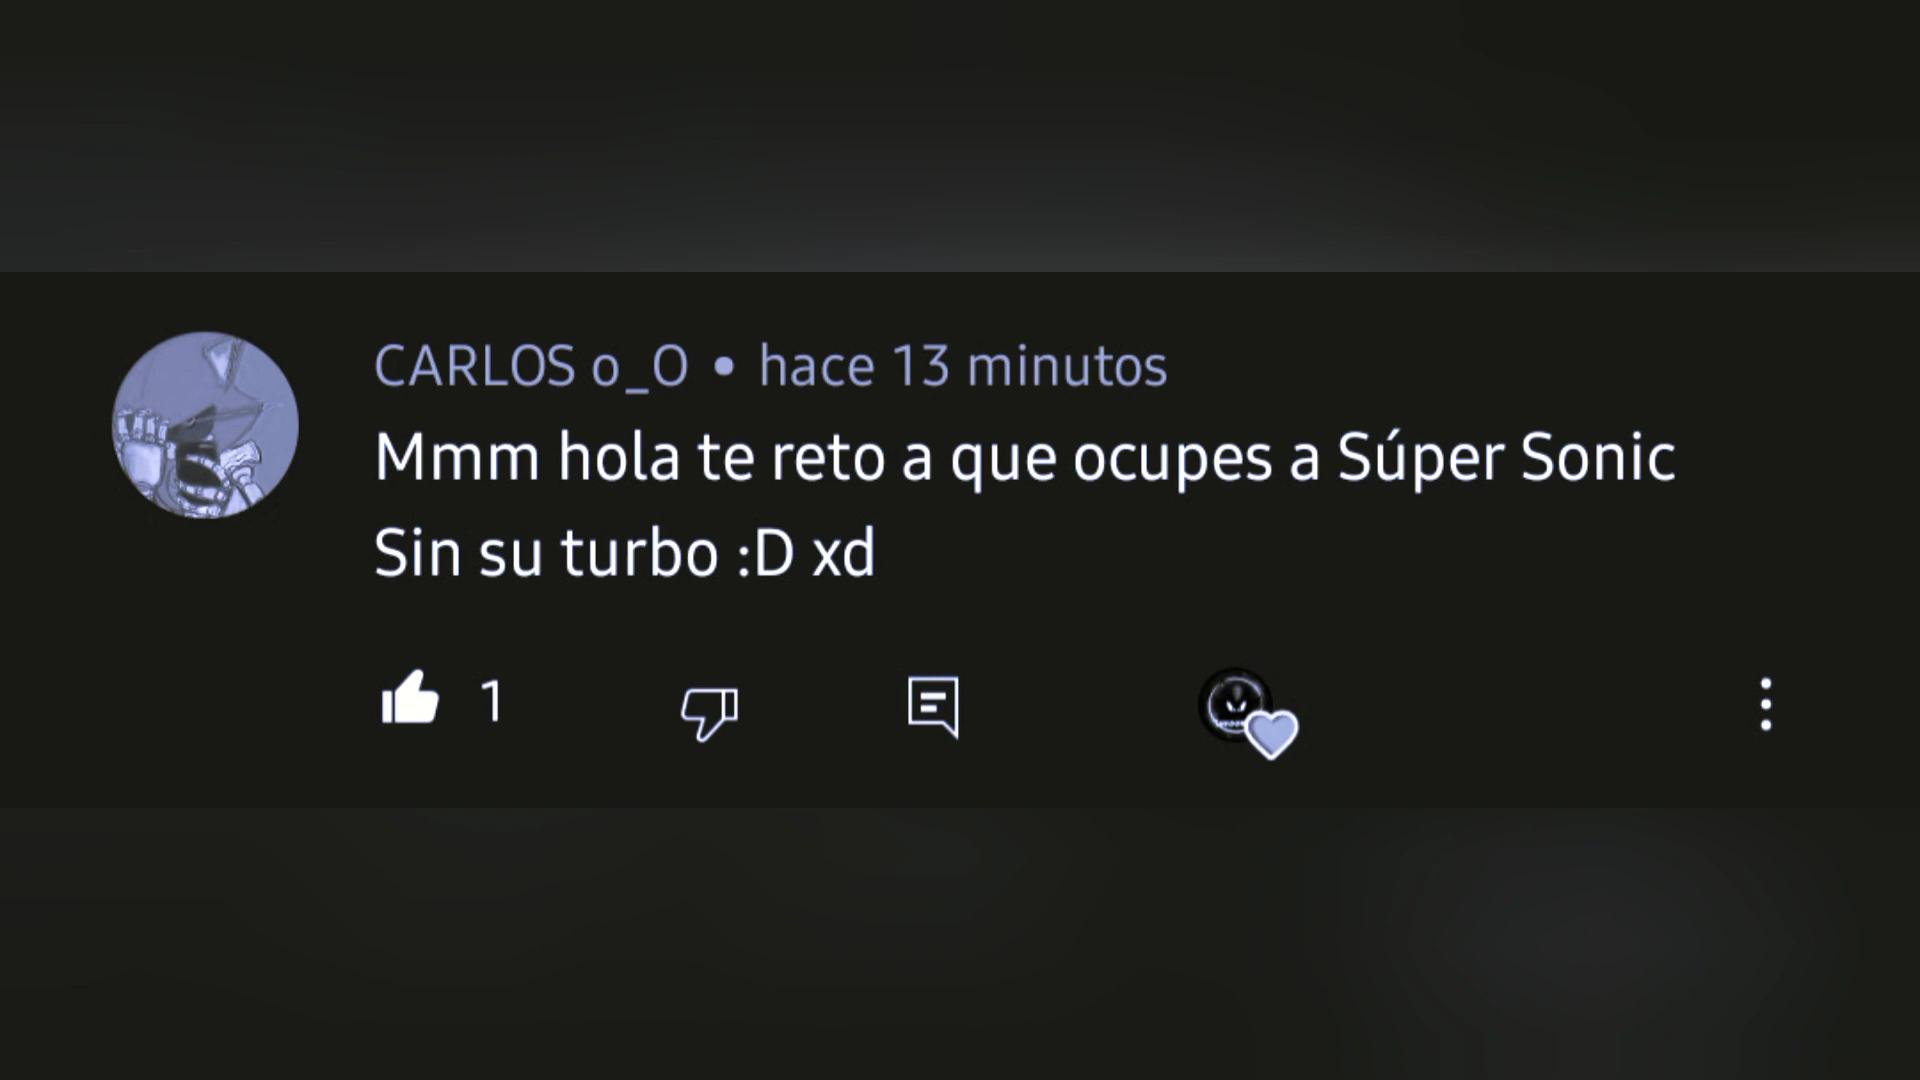 CARLOS o_O • hace 13 minutos
Mmm hola te reto a que ocupes a Súper Sonic
Sin su turbo :D xd
1